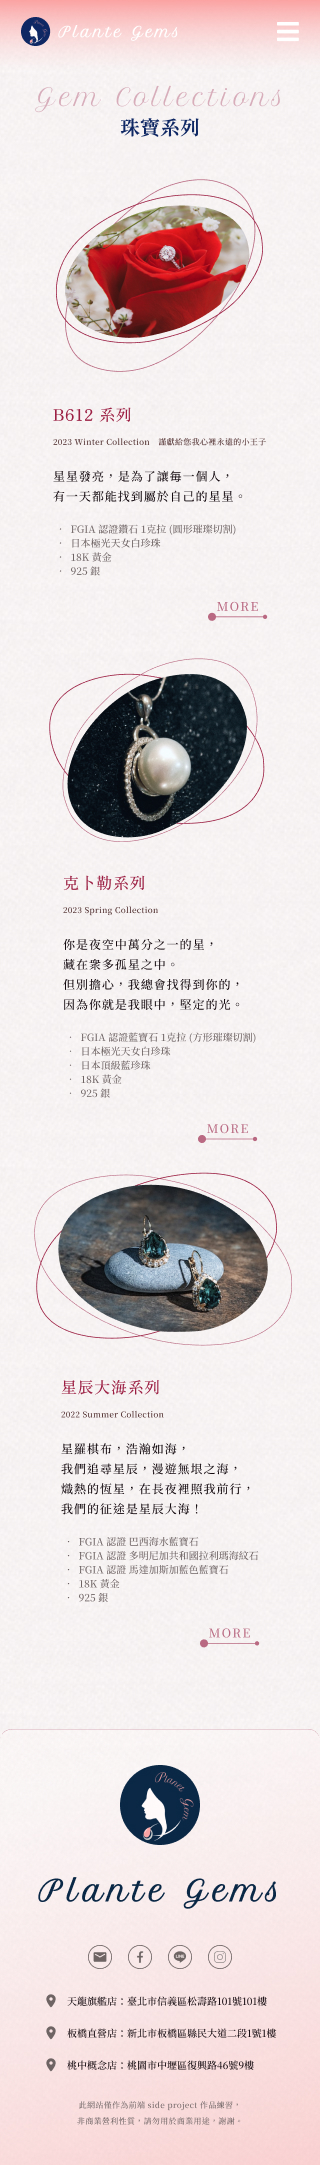 Plante Gems
Gem Collections
珠寶系列
B612 系列
2023 Winter Collection 謹獻給您我心裡永遠的小王子
星星發亮，是為了讓每一個人，
有一天都能找到屬於自己的星星。
· FGIA 認證鑽石 1克拉 (圓形璀璨切割)
· 日本極光天女白珍珠
· 18K 黃金
· 925 銀
MORE
克卜勒系列
2023 Spring Collection
你是夜空中萬分之一的星，
藏在衆多孤星之中。
但別擔心，我總會找得到你的，
因為你就是我眼中，堅定的光。
· FGIA 認證藍寶石 1克拉 (方形璀璨切割)
· 日本極光天女白珍珠
· 日本頂級藍珍珠
· 18K 黃金
· 925 銀
MORE
星辰大海系列
2022 Summer Collection
星羅棋布，浩瀚如海，
我們追尋星辰，漫遊無垠之海，
熾熱的恆星，在長夜裡照我前行，
我們的征途是星辰大海！
· FGIA 認證 巴西海水藍寶石
· FGIA 認證 多明尼加共和國拉利瑪海紋石
· FGIA 認證 馬達加斯加藍色藍寶石
· 18K 黃金
· 925 銀
MORE
Planet Gem
Plante Gems
LINE
天龍旗艦店：臺北市信義區松壽路101號101樓
板橋直營店：新北市板橋區縣民大道二段1號1樓
桃中概念店：桃園市中壢區復興路46號9樓
此網站僅作為前端 side project 作品練習，
非商業營利性質，請勿用於商業用途，謝謝。